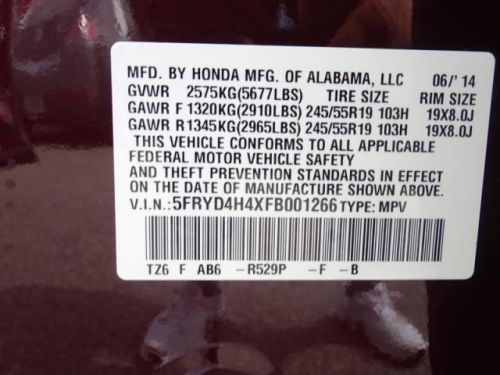 MFD. BY HONDA MFG. OF ALABAMA, LLC 06/'14
GVWR 2575KG(5677LBS) TIRE SIZE RIM SIZE
GAWR F 1320KG(2910LBS) 245/55R19 103H 19X8.0J
GAWR R1345KG(2965LBS) 245/55R19 103H 19X8.0J
THIS VEHICLE CONFORMS TO ALL APPLICABLE
FEDERAL MOTOR VEHICLE SAFETY
AND THEFT PREVENTION STANDARDS IN EFFECT
ON THE DATE OF MANUFACTURE SHOWN ABOVE.
V.I.N.: 5FRYD4H4XFB001266 TYPE: MPV
TZ6 F AB6 -R529P -F -B